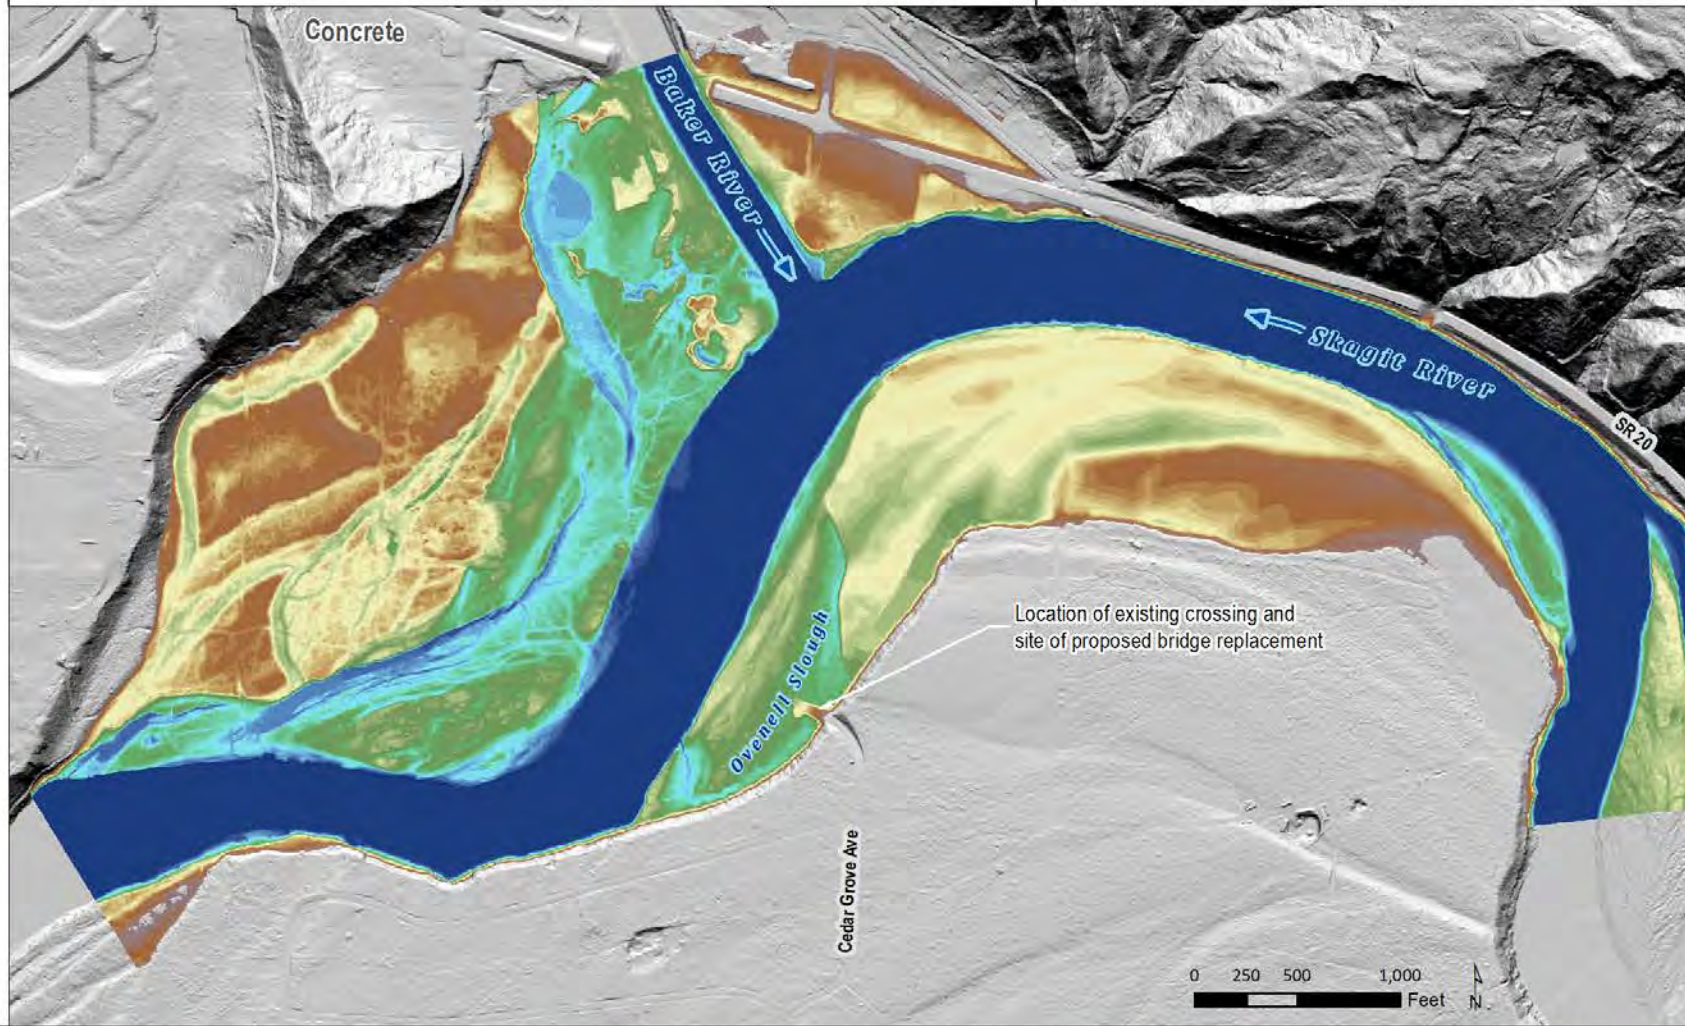 Concrete
Baker River
Skagit River
SR 20
Location of existing crossing and
site of proposed bridge replacement
Ovenell Slough
Cedar Grove Ave
0 250 500 1,000
Feet
N